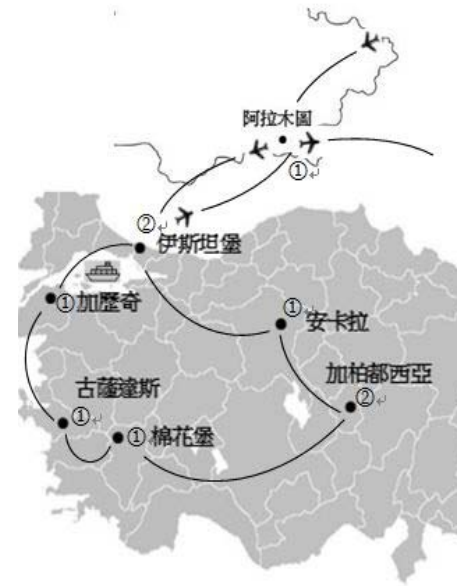 阿拉木圖
①↵
②↵
伊斯坦堡
①加歷奇
①↵
安卡拉
加柏都西亞
②↵
古薩達斯
①↵
①棉花堡